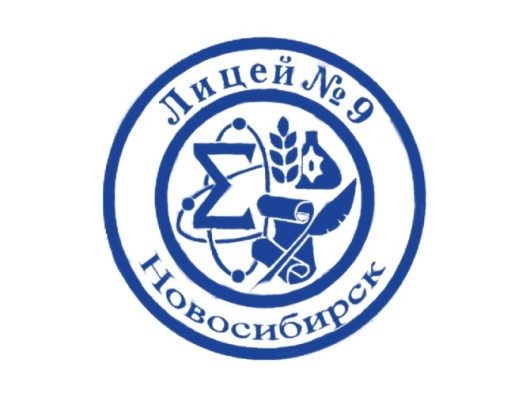 Лицей № 9
Σ
Новосибирск